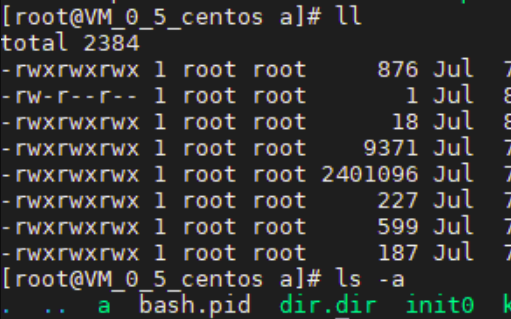 [root@VM_0_5_centos a]# ll
total 2384
-rwxrwxrwx 1 root root     876 Jul  7
-rw-r--r-- 1 root root       1 Jul  8
-rwxrwxrwx 1 root root      18 Jul  8
-rwxrwxrwx 1 root root    9371 Jul  7
-rwxrwxrwx 1 root root 2401096 Jul  7
-rwxrwxrwx 1 root root     227 Jul  7
-rwxrwxrwx 1 root root     599 Jul  7
-rwxrwxrwx 1 root root     187 Jul  7
[root@VM_0_5_centos a]# ls -a
.  ..  a  bash.pid  dir.dir  init0  k